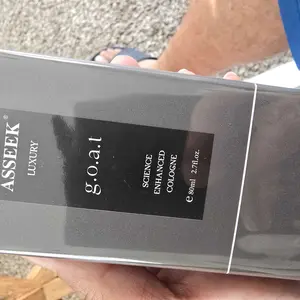 ASSEEK®
LUXURY
g.o.a.t
SCIENCE
ENHANCED
COLOGNE
e 80ml 2.7fl.oz.